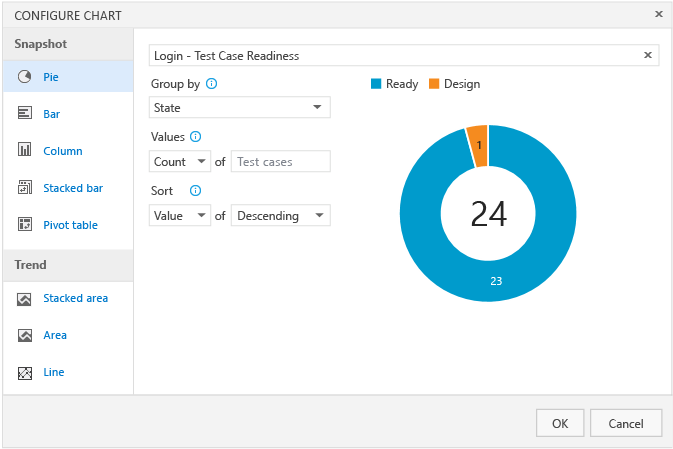 CONFIGURE CHART
Snapshot
Pie
Bar
Column
Stacked bar
Pivot table
Trend
Stacked area
Area
Line
Login - Test Case Readiness
Group by
State
Values
Count of Test cases
Sort
Value of Descending
Ready Design
1
24
23
OK Cancel